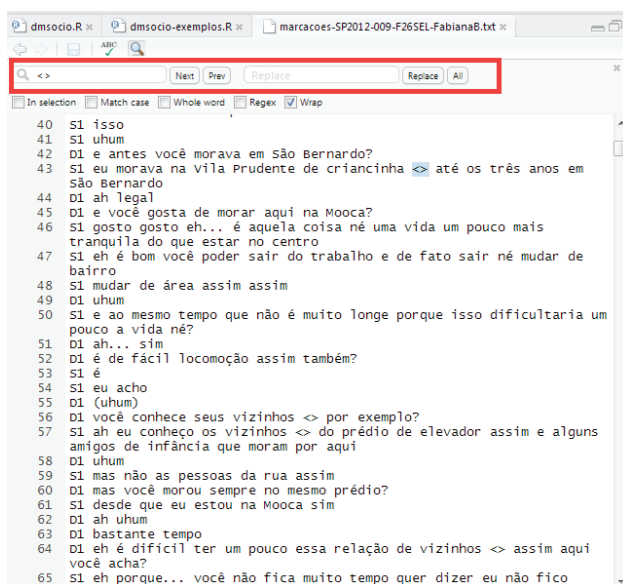 dmsocio.R × dmsocio-exemplos.R × marcacoes-SP2012-009-F26SEL-FabianaB.txt ×
ABC
<> Next Prev Replace Replace All
In selection Match case Whole word Regex Wrap
40 S1 isso
41 S1 uhum
42 D1 e antes você morava em São Bernardo?
43 S1 eu morava na Vila Prudente de criancinha <> até os três anos em
São Bernardo
44 D1 ah legal
45 D1 e você gosta de morar aqui na Mooca?
46 S1 gosto gosto eh... é aquela coisa né uma vida um pouco mais
tranquila do que estar no centro
47 S1 eh é bom você poder sair do trabalho e de fato sair né mudar de
bairro
48 S1 mudar de área assim assim
49 D1 uhum
50 S1 e ao mesmo tempo que não é muito longe porque isso dificultaria um
pouco a vida né?
51 D1 ah... sim
52 D1 é de fácil locomoção assim também?
53 S1 é
54 S1 eu acho
55 D1 (uhum)
56 D1 você conhece seus vizinhos <> por exemplo?
57 S1 ah eu conheço os vizinhos <> do prédio de elevador assim e alguns
amigos de infância que moram por aqui
58 D1 uhum
59 S1 mas não as pessoas da rua assim
60 D1 mas você morou sempre no mesmo prédio?
61 S1 desde que eu estou na Mooca sim
62 D1 ah uhum
63 D1 bastante tempo
64 D1 eh é difícil ter um pouco essa relação de vizinhos <> assim aqui
você acha?
65 S1 eh porque... você não fica muito tempo quer dizer eu não fico